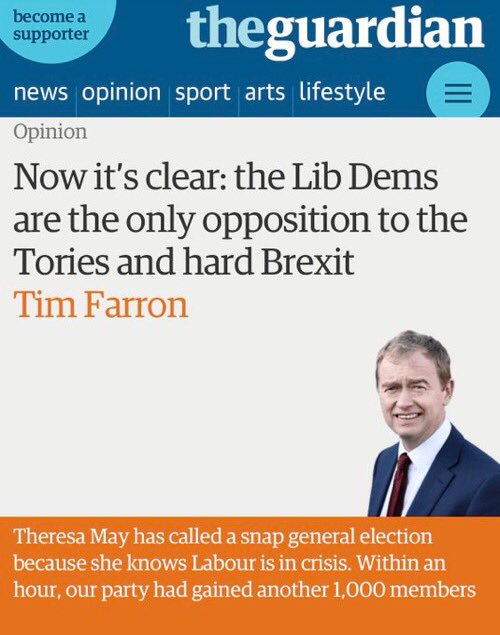 become a
supporter
theguardian
news opinion sport arts lifestyle
Opinion
Now it's clear: the Lib Dems
are the only opposition to the
Tories and hard Brexit
Tim Farron
Theresa May has called a snap general election
because she knows Labour is in crisis. Within an
hour, our party had gained another 1,000 members